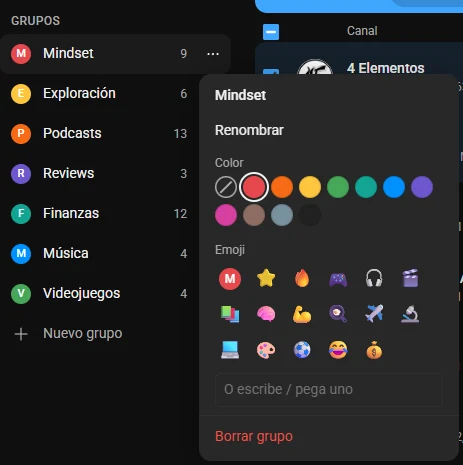 GRUPOS
M Mindset 9 ...
E Exploración 6
P Podcasts 13
R Reviews 3
F Finanzas 12
M Música 4
V Videojuegos 4
+ Nuevo grupo
Canal
4 Elementos
Mindset
Renombrar
Color
Emoji
M
O escribe / pega uno
Borrar grupo